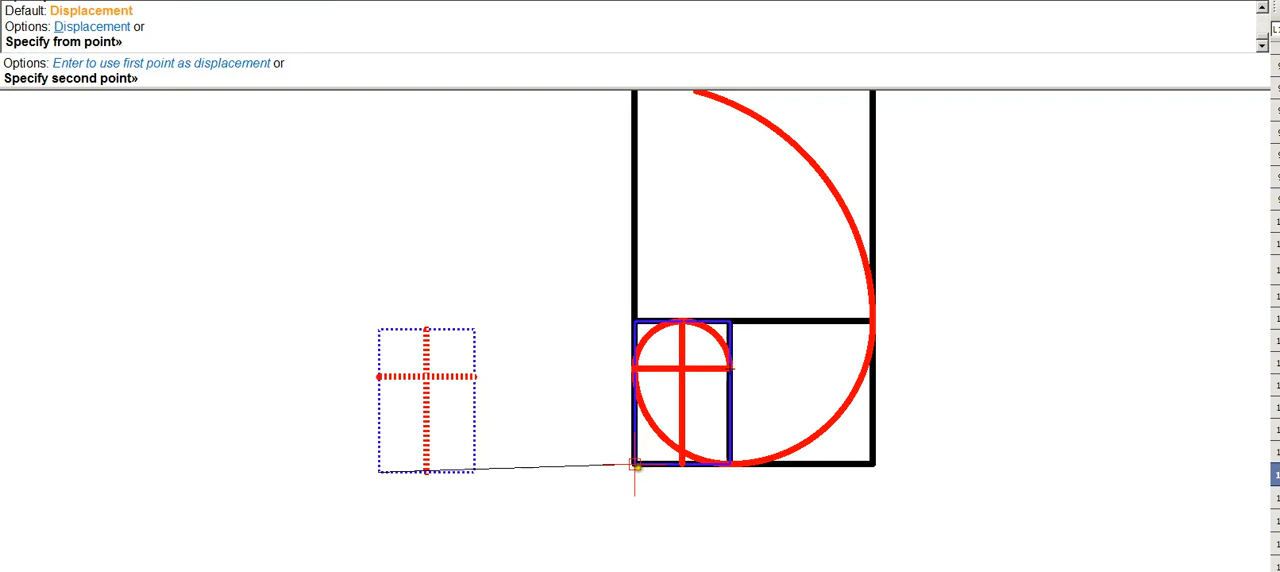 Default: Displacement
Options: Displacement or
Specify from point»
Options: Enter to use first point as displacement or
Specify second point»